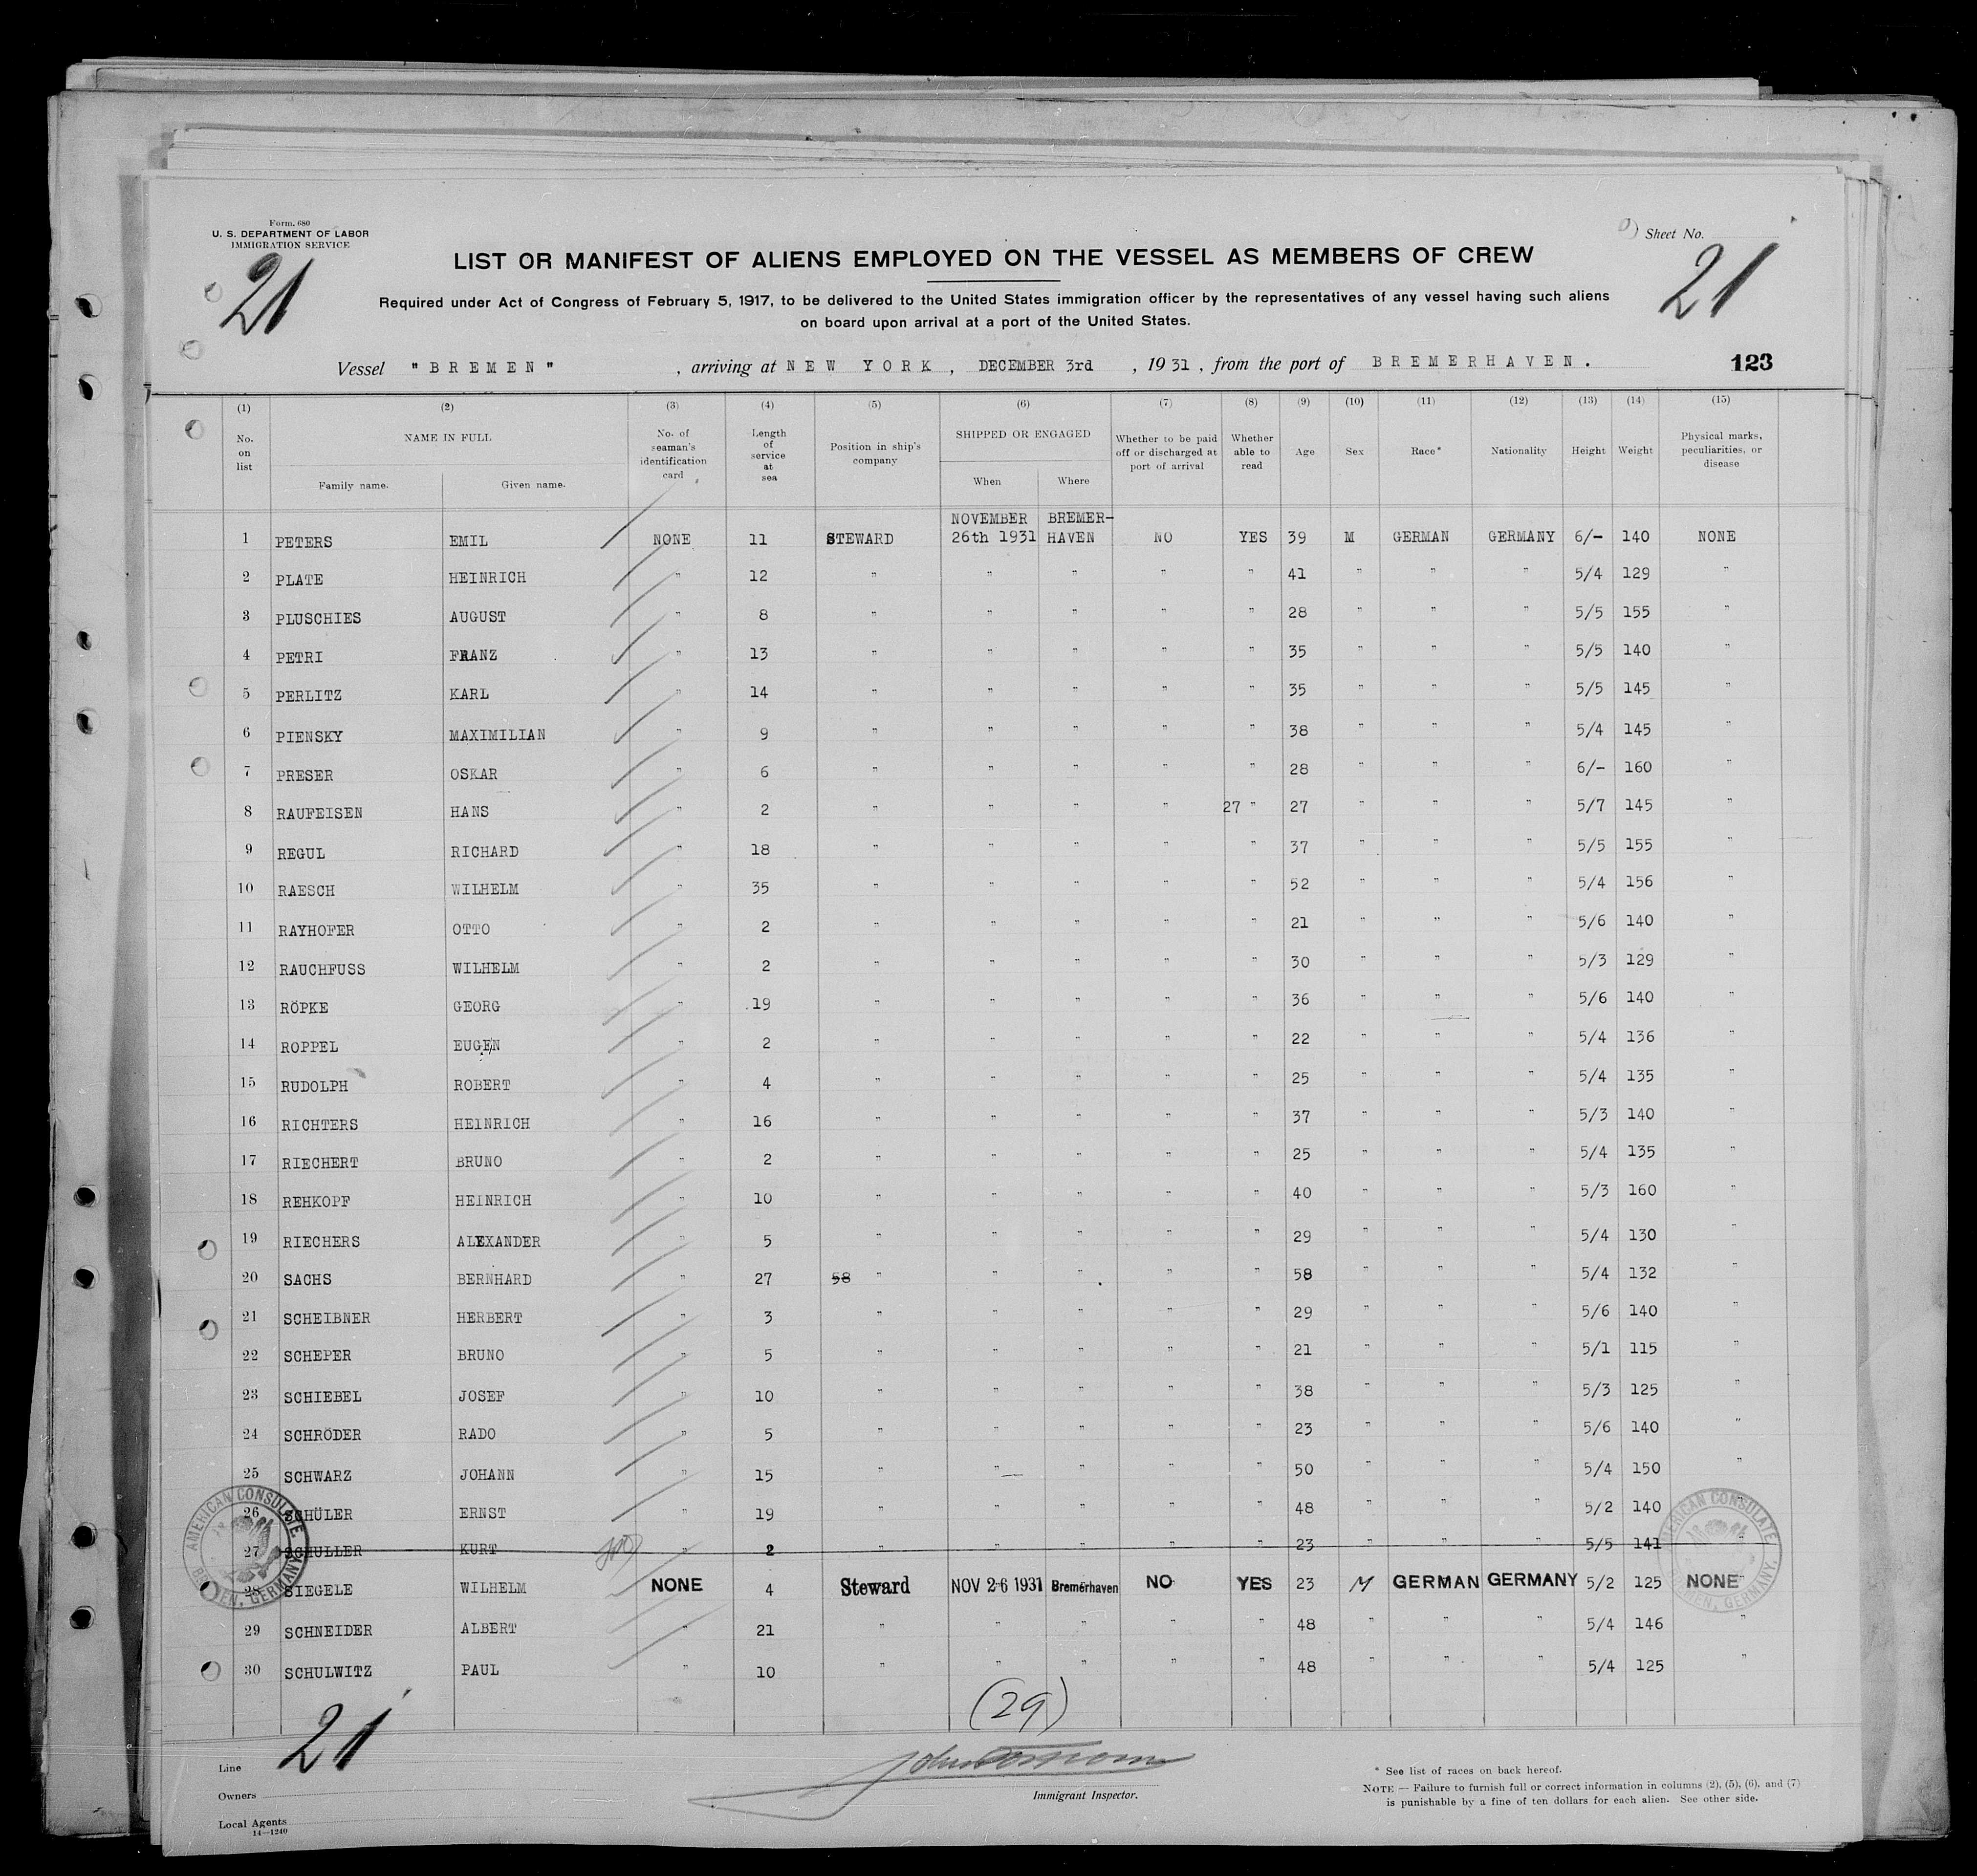 Form 680
U. S. DEPARTMENT OF LABOR
IMMIGRATION SERVICE
Sheet No.
21
21
LIST OR MANIFEST OF ALIENS EMPLOYED ON THE VESSEL AS MEMBERS OF CREW
Required under Act of Congress of February 5, 1917, to be delivered to the United States immigration officer by the representatives of any vessel having such aliens
on board upon arrival at a port of the United States.
Vessel "BREMEN" , arriving at NEW YORK, DECEMBER 3rd , 1931 , from the port of BREMERHAVEN. 123
(1) (2) (3) (4) (5) (6) (7) (8) (9) (10) (11) (12) (13) (14) (15)
No. on list NAME IN FULL Family name. Given name. No. of seaman's identification card Length of service at sea Position in ship's company SHIPPED OR ENGAGED When Where Whether to be paid off or discharged at port of arrival Whether able to read Age Sex Race* Nationality Height Weight Physical marks, peculiarities, or disease
1 PETERS EMIL NONE 11 STEWARD NOVEMBER 26th 1931 BREMER-HAVEN NO YES 39 M GERMAN GERMANY 6/- 140 NONE
2 PLATE HEINRICH " 12 " " " " " 41 " " " 5/4 129 "
3 PLUSCHIES AUGUST " 8 " " " " " 28 " " " 5/5 155 "
4 PETRI FRANZ " 13 " " " " " 35 " " " 5/5 140 "
5 PERLITZ KARL " 14 " " " " " 35 " " " 5/5 145 "
6 PIENSKY MAXIMILIAN " 9 " " " " " 38 " " " 5/4 145 "
7 PRESER OSKAR " 6 " " " " " 28 " " " 6/- 160 "
8 RAUFEISEN HANS " 2 " " " " 27 " 27 " " " 5/7 145 "
9 REGUL RICHARD " 18 " " " " " 37 " " " 5/5 155 "
10 RAESCH WILHELM " 35 " " " " " 52 " " " 5/4 156 "
11 RAYHOFER OTTO " 2 " " " " " 21 " " " 5/6 140 "
12 RAUCHFUSS WILHELM " 2 " " " " " 30 " " " 5/3 129 "
13 RÖPKE GEORG " 19 " " " " " 36 " " " 5/6 140 "
14 ROPPEL EUGEN " 2 " " " " " 22 " " " 5/4 136 "
15 RUDOLPH ROBERT " 4 " " " " " 25 " " " 5/4 135 "
16 RICHTERS HEINRICH " 16 " " " " " 37 " " " 5/3 140 "
17 RIECHERT BRUNO " 2 " " " " " 25 " " " 5/4 135 "
18 REHKOPF HEINRICH " 10 " " " " " 40 " " " 5/3 160 "
19 RIECHERS ALEXANDER " 5 " " " " " 29 " " " 5/4 130 "
20 SACHS BERNHARD " 27 58 " " " " " 58 " " " 5/4 132 "
21 SCHEIBNER HERBERT " 3 " " " " " 29 " " " 5/6 140 "
22 SCHEPER BRUNO " 5 " " " " " 21 " " " 5/1 115 "
23 SCHIEBEL JOSEF " 10 " " " " " 38 " " " 5/3 125 "
24 SCHRÖDER RADO " 5 " " " " " 23 " " " 5/6 140 "
25 SCHWARZ JOHANN " 15 " " " " " 50 " " " 5/4 150 "
26 SCHÜLER ERNST " 19 " " " " " 48 " " " 5/2 140 "
27 SCHULLER KURT " 2 " " " " " 23 " " " 5/5 141 "
28 SIEGELE WILHELM NONE 4 Steward NOV 26 1931 Bremerhaven NO YES 23 M GERMAN GERMANY 5/2 125 NONE
29 SCHNEIDER ALBERT " 21 " " " " " 48 " " " 5/4 146 "
30 SCHULWITZ PAUL " 10 " " " " " 48 " " " 5/4 125 "
AMERICAN CONSULATE
BREMEN, GERMANY.
AMERICAN CONSULATE
BREMEN, GERMANY.
(29)
21
Line
Owners
Local Agents
14—1240
Immigrant Inspector.
* See list of races on back hereof.
NOTE — Failure to furnish full or correct information in columns (2), (5), (6), and (7)
is punishable by a fine of ten dollars for each alien. See other side.